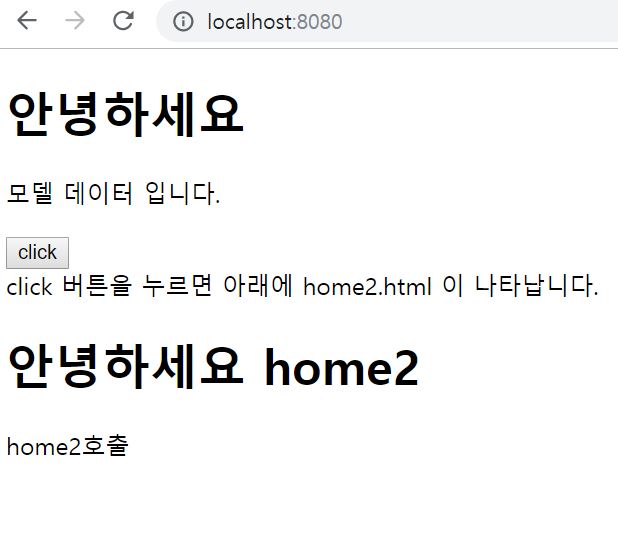 localhost:8080
안녕하세요
모델 데이터 입니다.
click
click 버튼을 누르면 아래에 home2.html 이 나타납니다.
안녕하세요 home2
home2호출